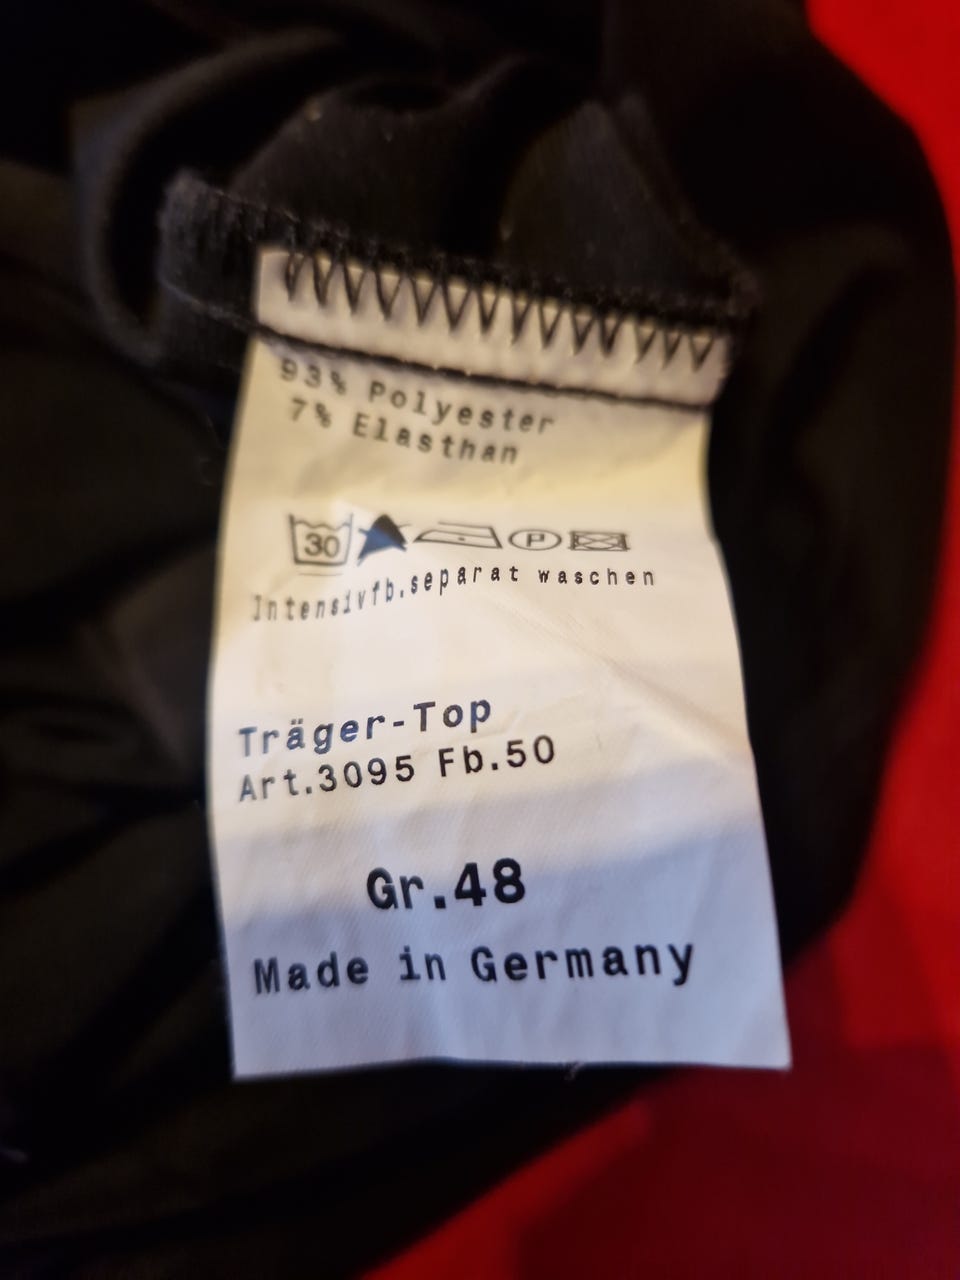 93% Polyester
7% Elasthan
30 P
Intensivfb.separat waschen
Träger-Top
Art.3095 Fb.50
Gr.48
Made in Germany